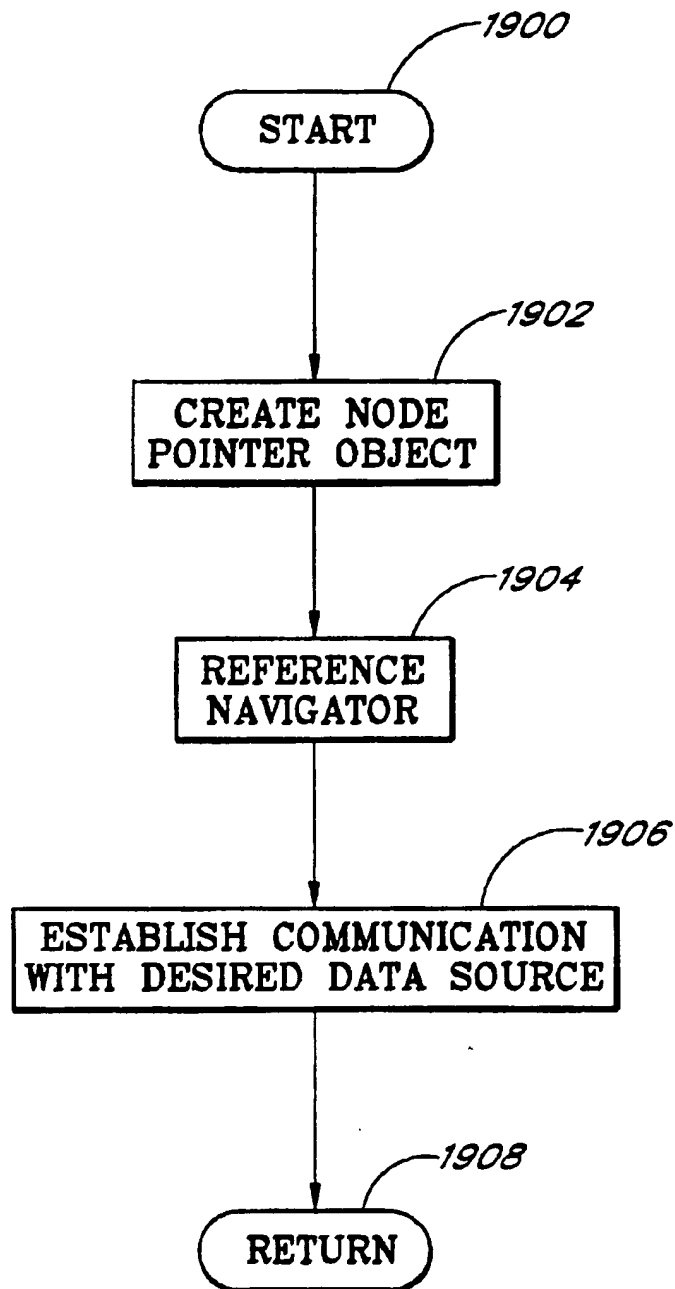 1900
START
1902
CREATE NODE
POINTER OBJECT
1904
REFERENCE
NAVIGATOR
1906
ESTABLISH COMMUNICATION
WITH DESIRED DATA SOURCE
1908
RETURN